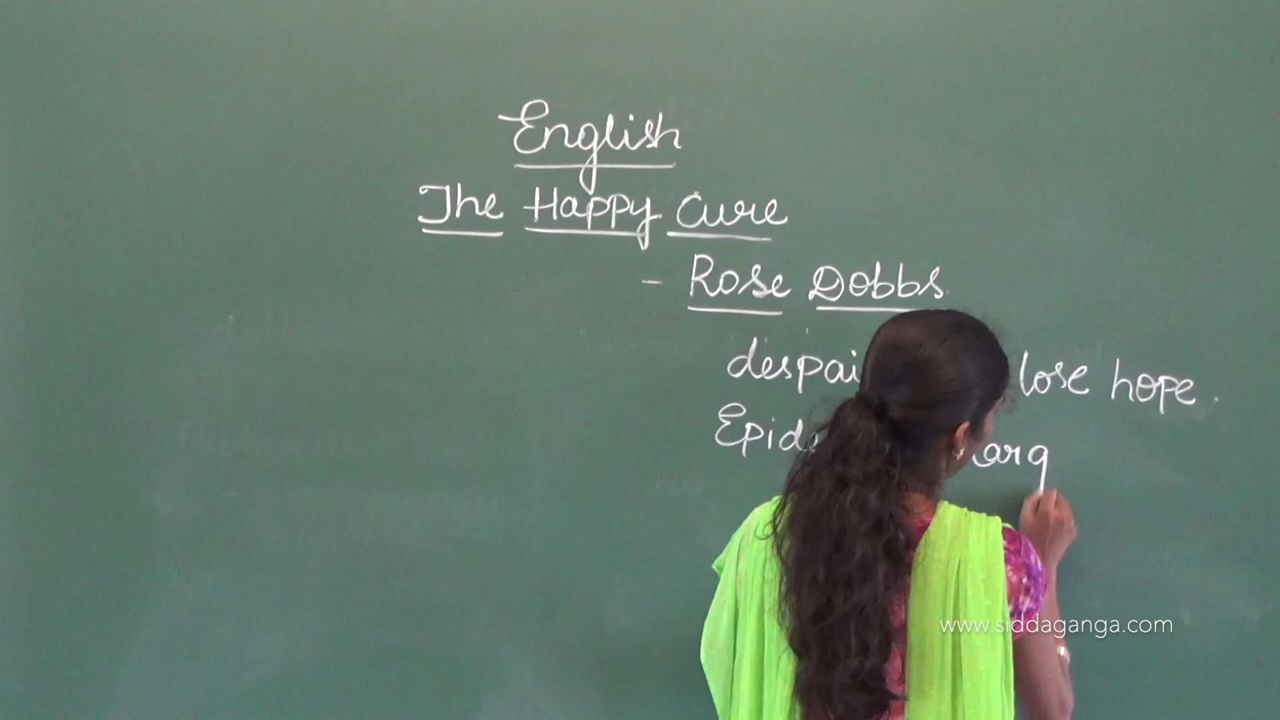 English
The Happy Cure
- Rose Dobbs
despai lose hope.
Epid arg
www.siddaganga.com